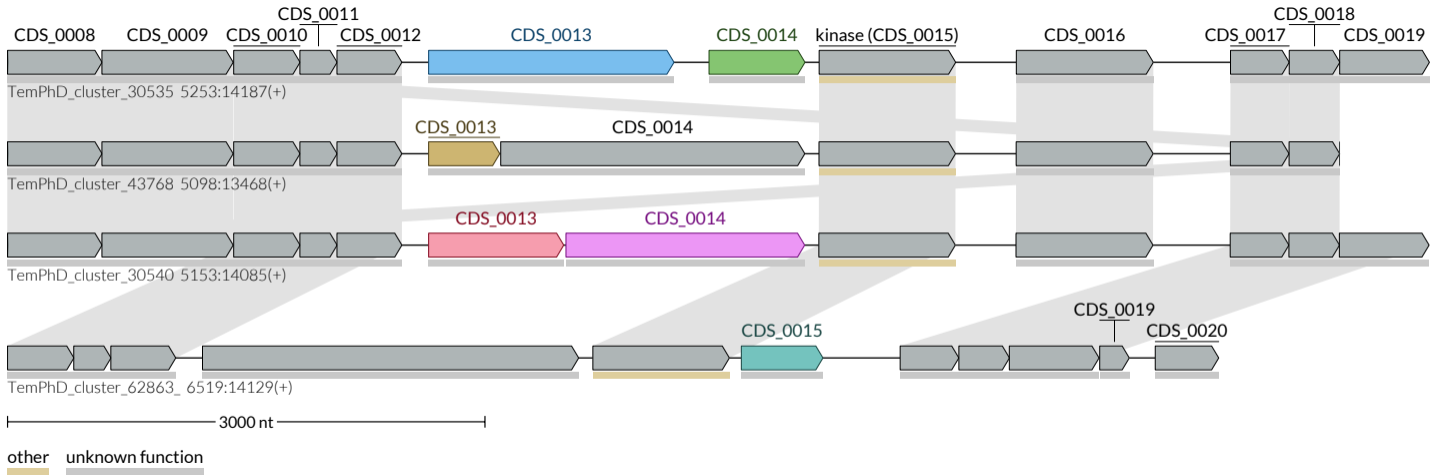 CDS_0011 CDS_0018
CDS_0008 CDS_0009 CDS_0010 CDS_0012 CDS_0013 CDS_0014 kinase (CDS_0015) CDS_0016 CDS_0017 CDS_0019
TemPhD_cluster_30535 5253:14187(+)
CDS_0013 CDS_0014
TemPhD_cluster_43768 5098:13468(+)
CDS_0013 CDS_0014
TemPhD_cluster_30540 5153:14085(+)
CDS_0019
CDS_0015 CDS_0020
TemPhD_cluster_62863_ 6519:14129(+)
3000 nt
other unknown function